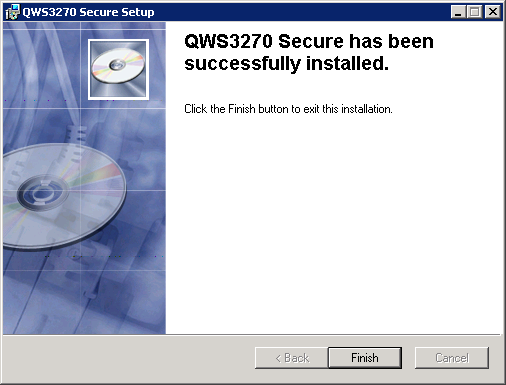 QWS3270 Secure Setup
QWS3270 Secure has been
successfully installed.
Click the Finish button to exit this installation.
< Back
Finish
Cancel